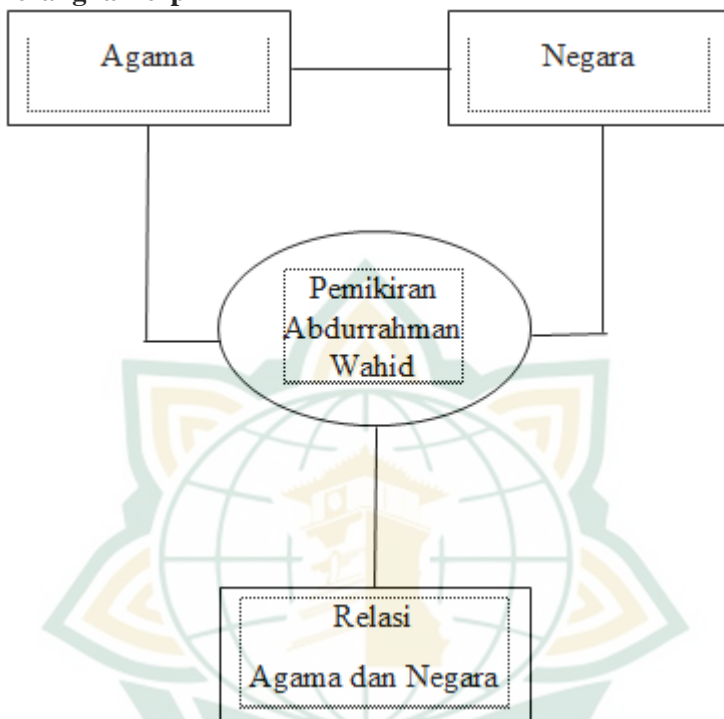 Agama
Negara
Pemikiran
Abdurrahman
Wahid
Relasi
Agama dan Negara